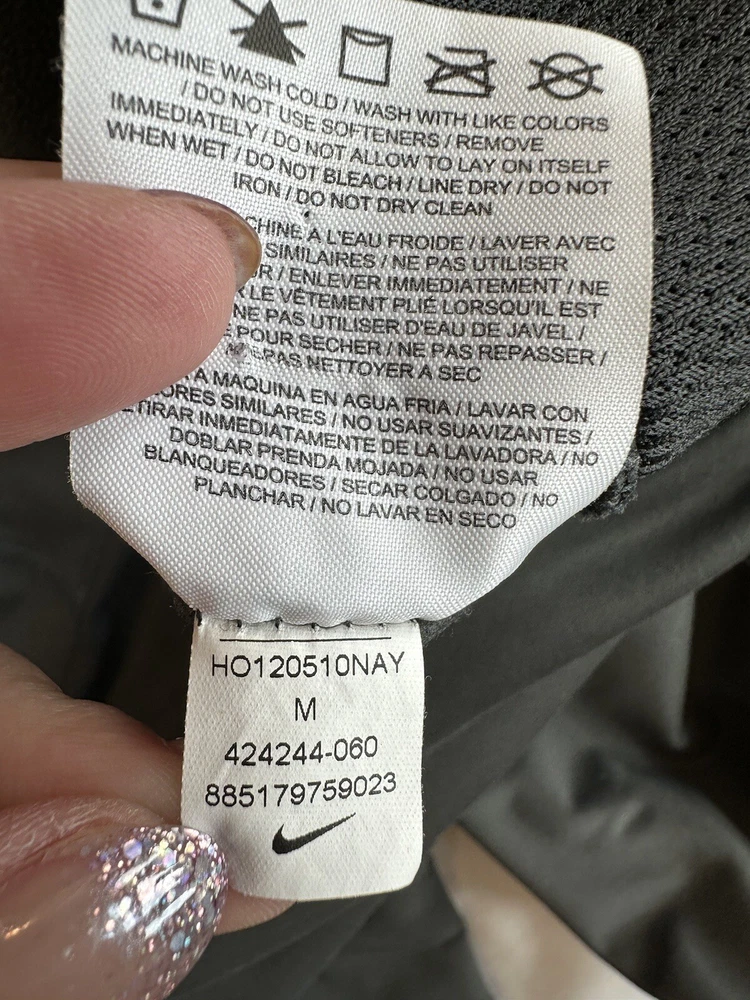 MACHINE WASH COLD / WASH WITH LIKE COLORS
/ DO NOT USE SOFTENERS / REMOVE
IMMEDIATELY / DO NOT ALLOW TO LAY ON ITSELF
WHEN WET / DO NOT BLEACH / LINE DRY / DO NOT
IRON / DO NOT DRY CLEAN
À L'EAU FROIDE / LAVER AVEC
SIMILAIRES / NE PAS UTILISER
/ ENLEVER IMMEDIATEMENT / NE
LE VÊTEMENT PLIÉ LORSQU'IL EST
NE PAS UTILISER D'EAU DE JAVEL /
POUR SECHER / NE PAS REPASSER /
PAS NETTOYER A SEC
A MAQUINA EN AGUA FRIA / LAVAR CON
SIMILARES / NO USAR SUAVIZANTES /
IMMEDIATAMENTE DE LA LAVADORA / NO
DOBLAR PRENDA MOJADA / NO USAR
BLANQUEADORES / SECAR COLGADO / NO
PLANCHAR / NO LAVAR EN SECO
HO120510NAY
M
424244-060
885179759023